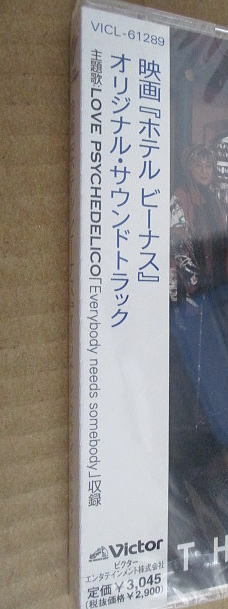 VICL-61289
映画『ホテル ビーナス』
オリジナル・サウンドトラック
主題歌:LOVE PSYCHEDELICO「Everybody needs somebody」収録
Victor
ビクター
エンタテインメント株式会社
定価 ¥3,045
(税抜価格 ¥2,900)
TH